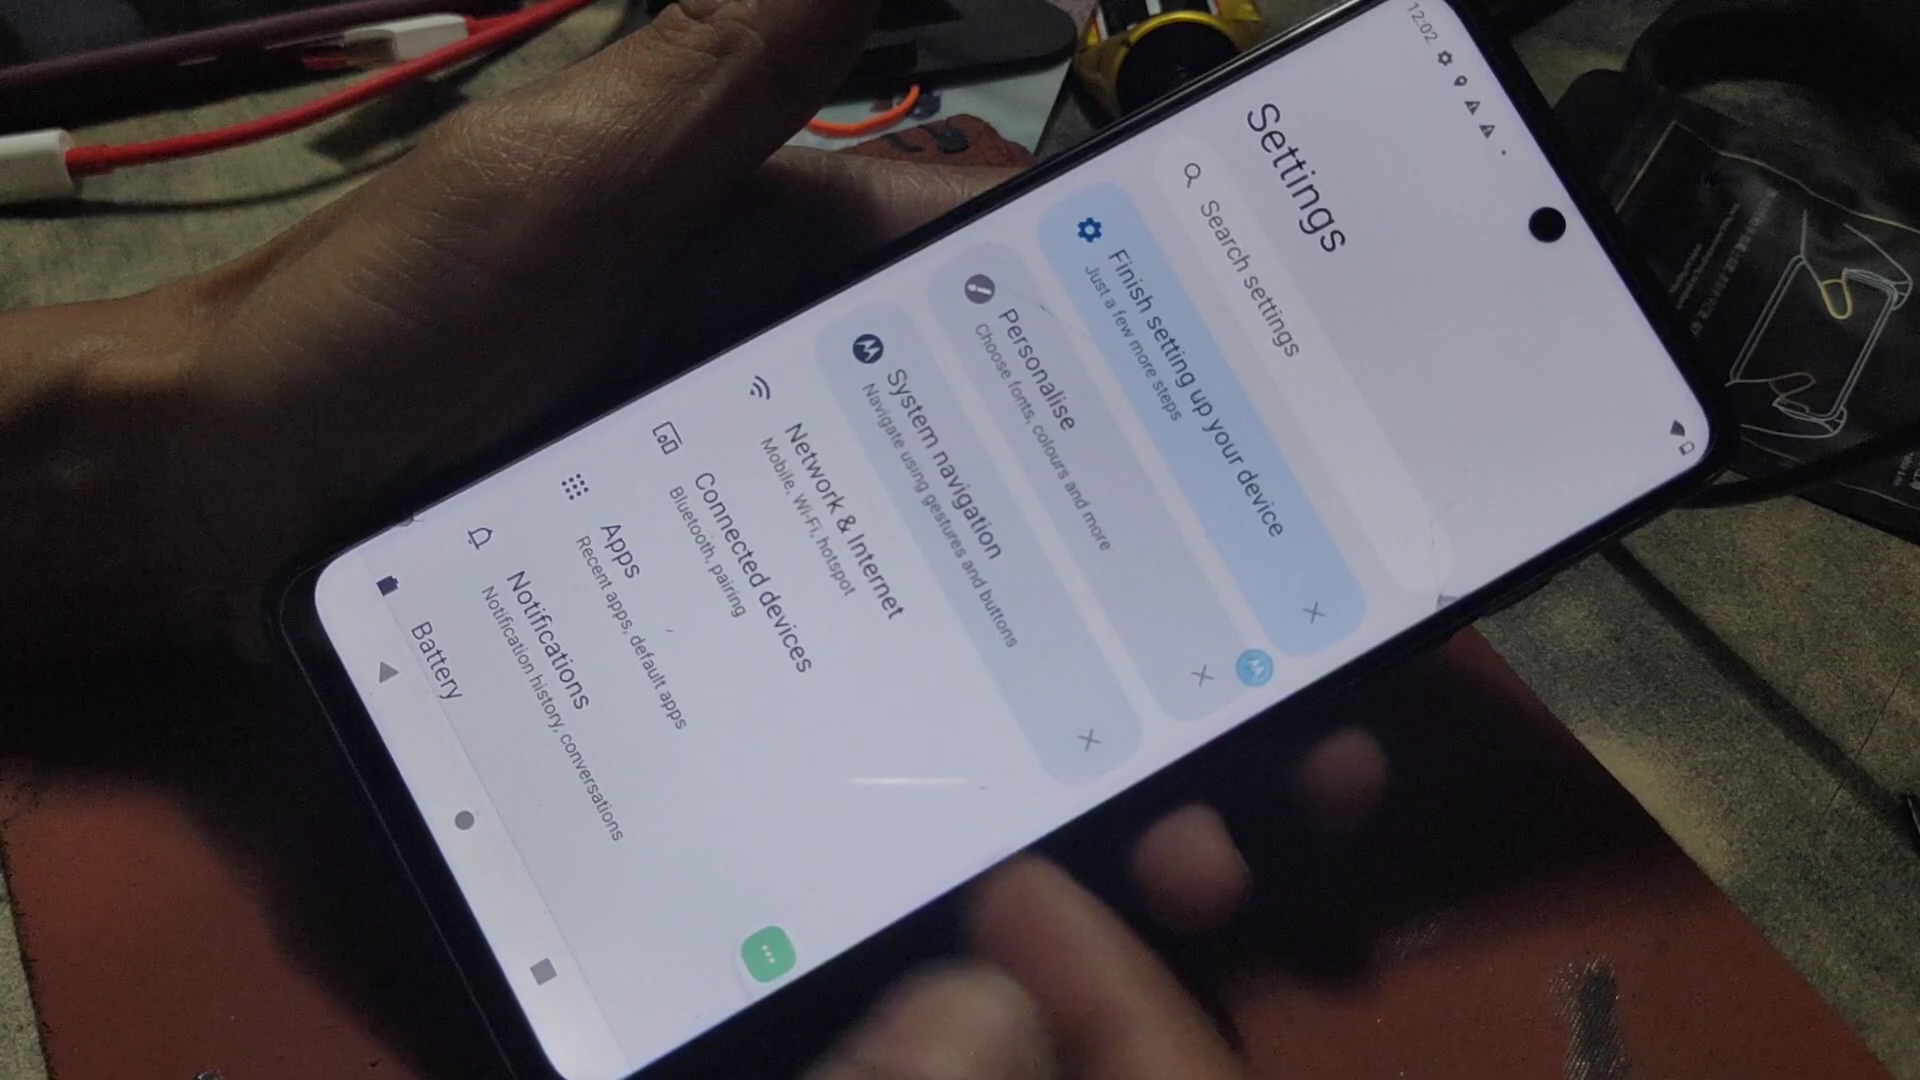 12:02
Settings
Search settings
Finish setting up your device
Just a few more steps
Personalise
Choose fonts, colours and more
System navigation
Navigate using gestures and buttons
Network & Internet
Mobile, Wi-Fi, hotspot
Connected devices
Bluetooth, pairing
Apps
Recent apps, default apps
Notifications
Notification history, conversations
Battery